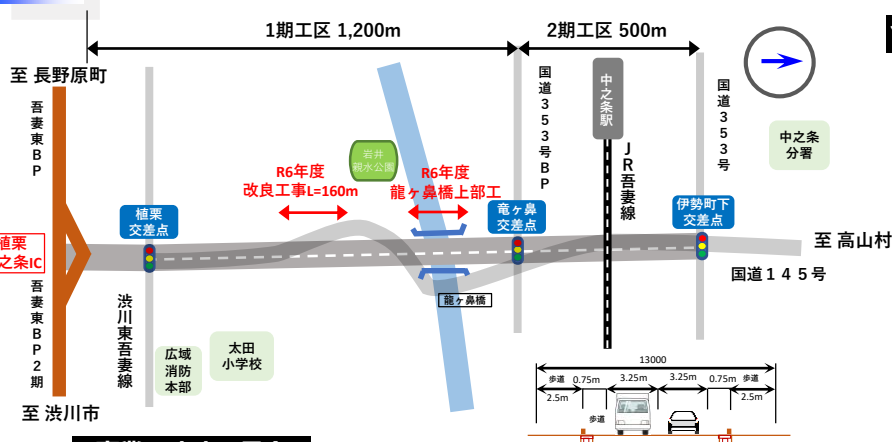 1期工区 1,200m
2期工区 500m
至 長野原町
吾妻東BP
国道353号BP
中之条駅
JR吾妻線
国道353号
中之条
分署
岩井
親水公園
R6年度
改良工事L=160m
R6年度
龍ヶ鼻橋上部工
植栗
交差点
竜ヶ鼻
交差点
伊勢町下
交差点
至 高山村
植栗
之条IC
国道145号
吾妻東BP2期
渋川東吾妻線
龍ヶ鼻橋
広域
消防
本部
太田
小学校
至 渋川市
13000
歩道 0.75m 3.25m 3.25m 0.75m 歩道
2.5m 2.5m
歩道